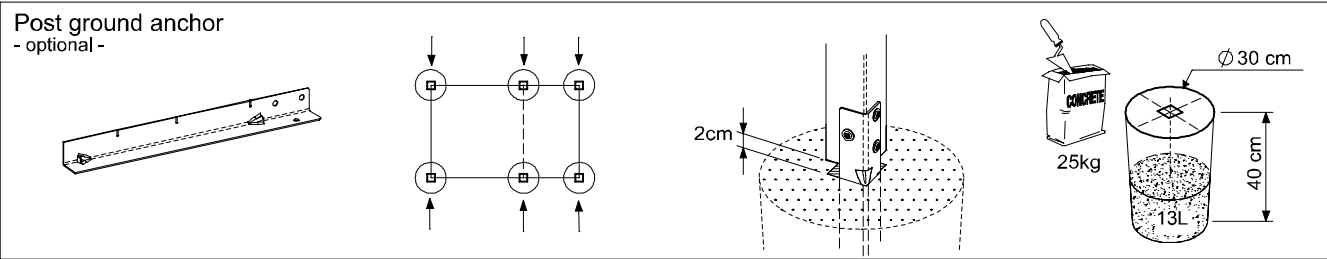 Post ground anchor
- optional -
2cm
CONCRETE
25kg
Ø 30 cm
40 cm
13L